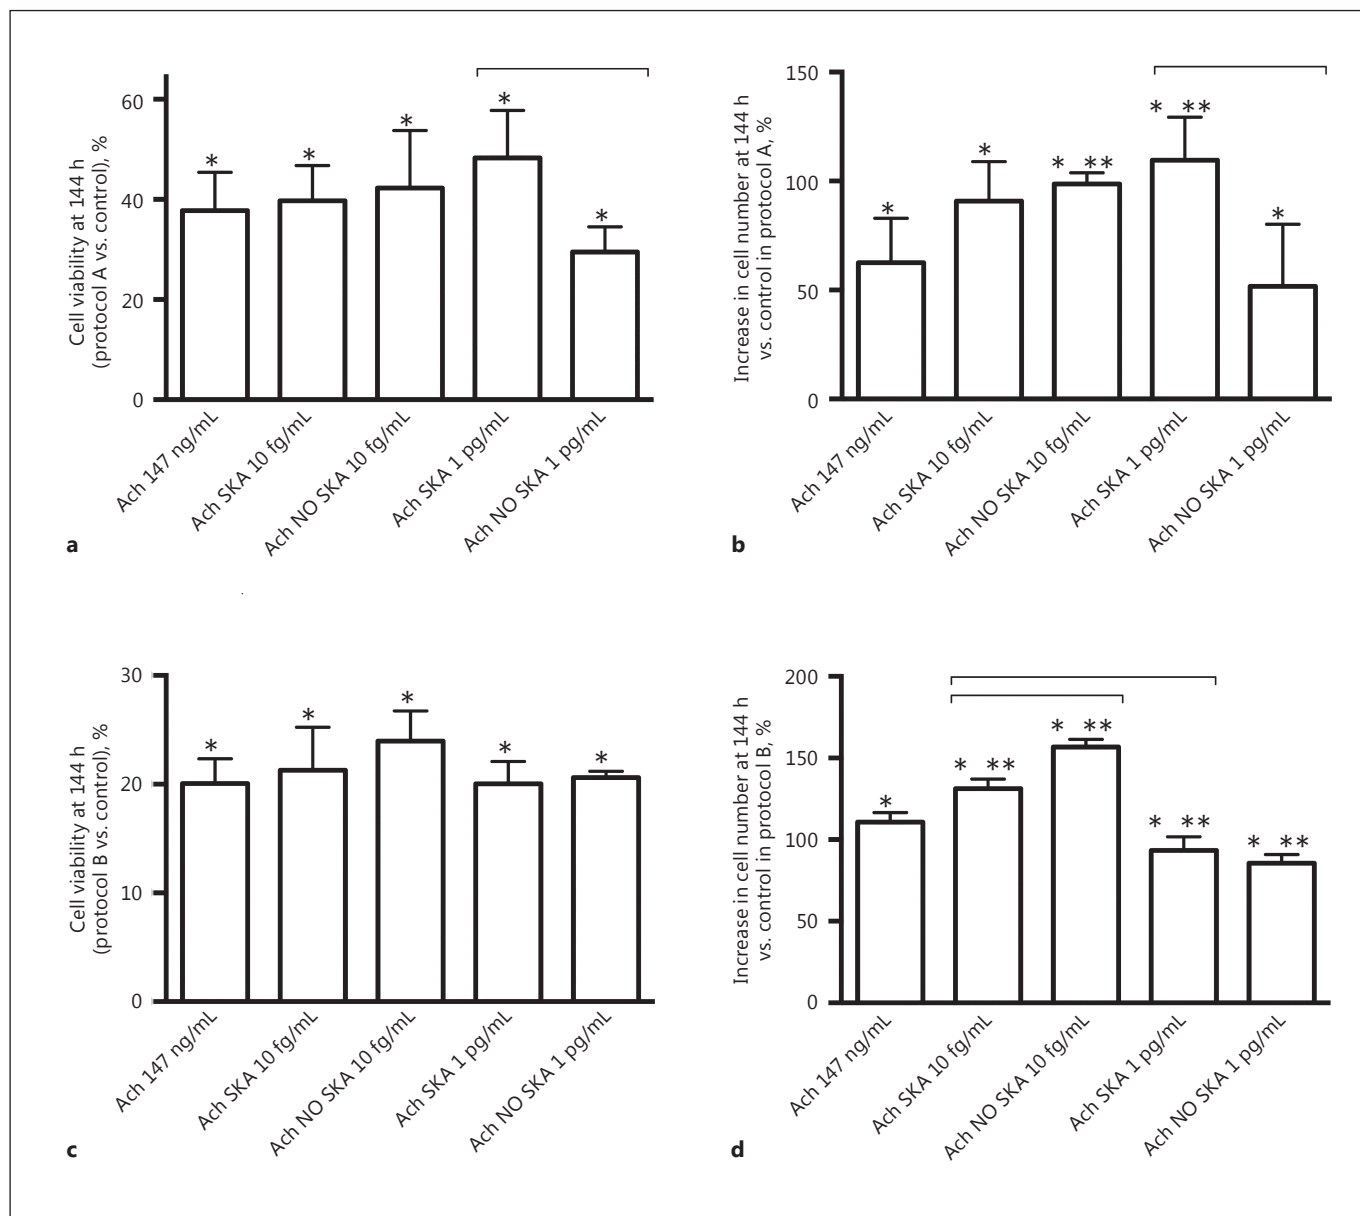 Cell viability at 144 h
(protocol A vs. control), %
60
40
20
0
*
*
*
*
*
Ach 147 ng/mL
Ach SKA 10 fg/mL
Ach NO SKA 10 fg/mL
Ach SKA 1 pg/mL
Ach NO SKA 1 pg/mL
a
Increase in cell number at 144 h
vs. control in protocol A, %
150
100
50
0
*
*
* **
* **
*
Ach 147 ng/mL
Ach SKA 10 fg/mL
Ach NO SKA 10 fg/mL
Ach SKA 1 pg/mL
Ach NO SKA 1 pg/mL
b
Cell viability at 144 h
(protocol B vs. control), %
30
20
10
0
*
*
*
*
*
Ach 147 ng/mL
Ach SKA 10 fg/mL
Ach NO SKA 10 fg/mL
Ach SKA 1 pg/mL
Ach NO SKA 1 pg/mL
c
Increase in cell number at 144 h
vs. control in protocol B, %
200
150
100
50
0
*
* **
* **
* **
* **
Ach 147 ng/mL
Ach SKA 10 fg/mL
Ach NO SKA 10 fg/mL
Ach SKA 1 pg/mL
Ach NO SKA 1 pg/mL
d